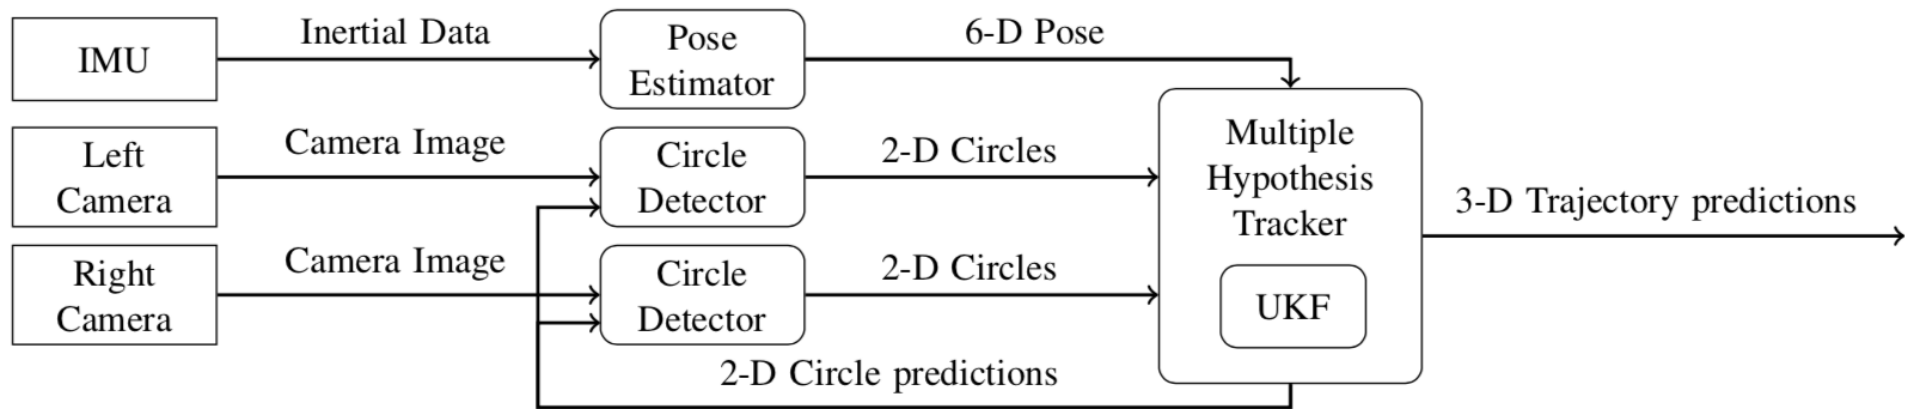 IMU
Inertial Data
Pose
Estimator
6-D Pose
Left
Camera
Camera Image
Circle
Detector
2-D Circles
Right
Camera
Camera Image
Circle
Detector
2-D Circles
Multiple
Hypothesis
Tracker
UKF
3-D Trajectory predictions
2-D Circle predictions